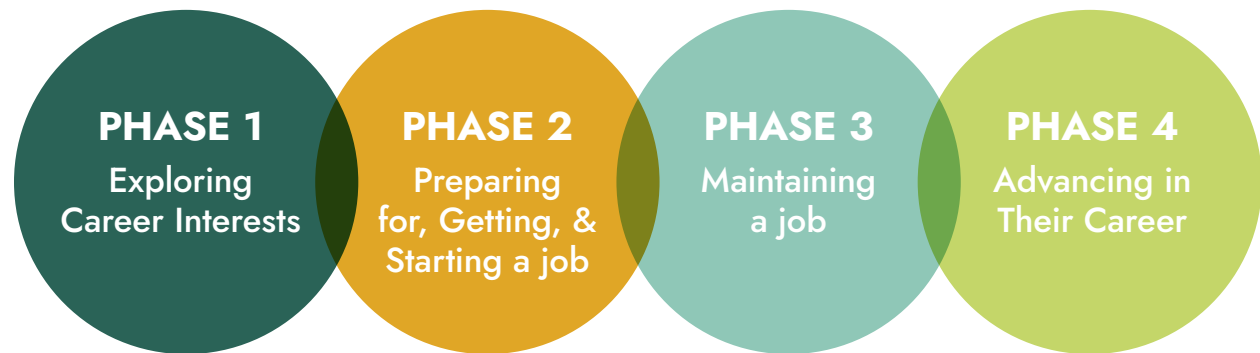 PHASE 1
Exploring
Career Interests
PHASE 2
Preparing
for, Getting, &
Starting a job
PHASE 3
Maintaining
a job
PHASE 4
Advancing in
Their Career